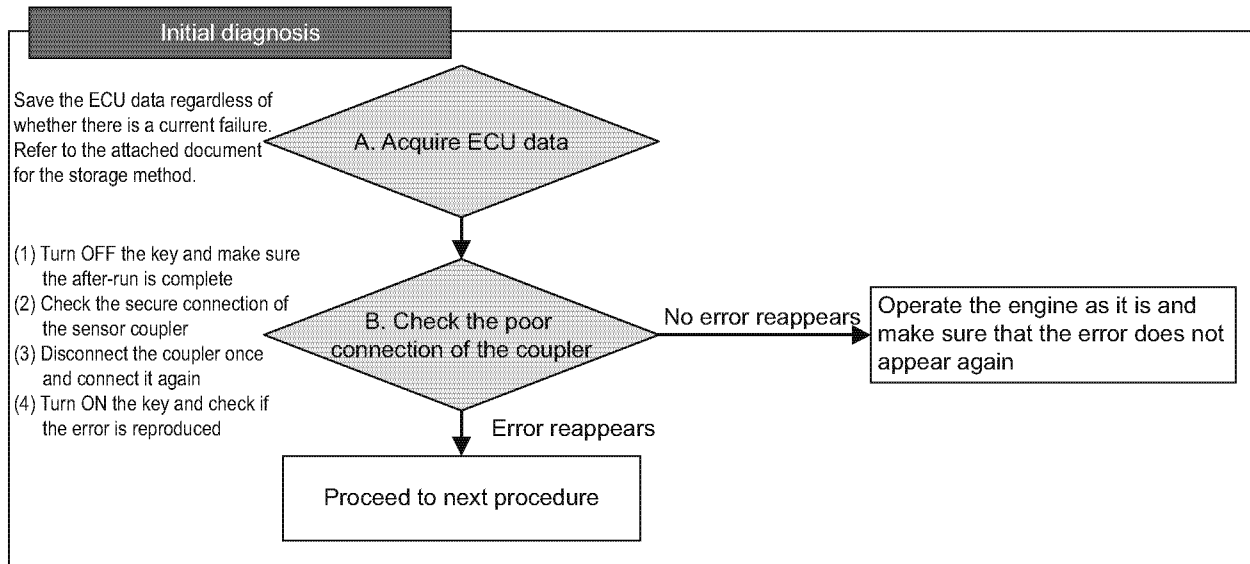 Initial diagnosis
Save the ECU data regardless of
whether there is a current failure.
Refer to the attached document
for the storage method.
A. Acquire ECU data
(1) Turn OFF the key and make sure
the after-run is complete
(2) Check the secure connection of
the sensor coupler
(3) Disconnect the coupler once
and connect it again
(4) Turn ON the key and check if
the error is reproduced
B. Check the poor
connection of the coupler
No error reappears
Operate the engine as it is and
make sure that the error does not
appear again
Error reappears
Proceed to next procedure